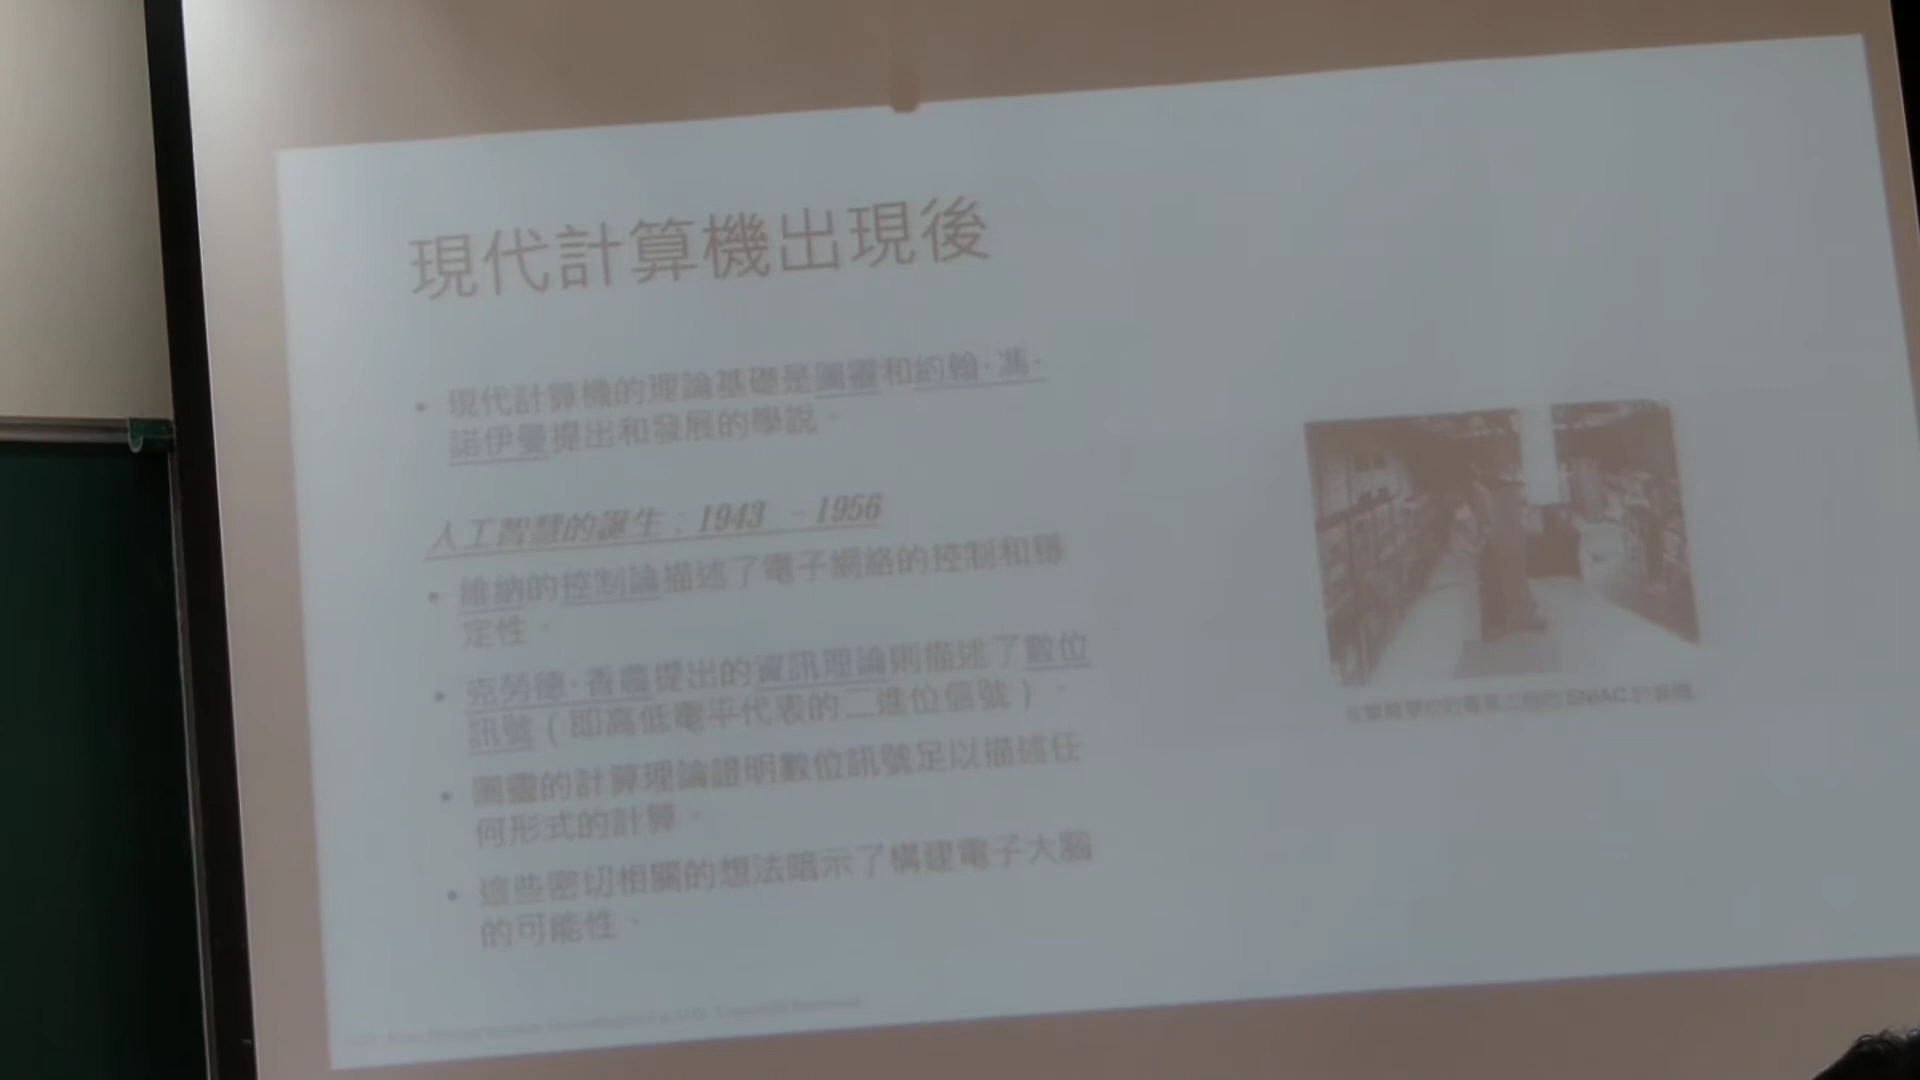 現代計算機出現後
• 現代計算機的理論基礎是圖靈和約翰·馮·
諾伊曼提出和發展的學說。
人工智慧的誕生：1943 - 1956
• 維納的控制論描述了電子網絡的控制和穩
定性。
• 克勞德·香農提出的資訊理論則描述了數位
訊號（即高低電平代表的二進位信號）。
• 圖靈的計算理論證明數位訊號足以描述任
何形式的計算。
• 這些密切相關的想法暗示了構建電子大腦
的可能性。
ENIAC 計算機